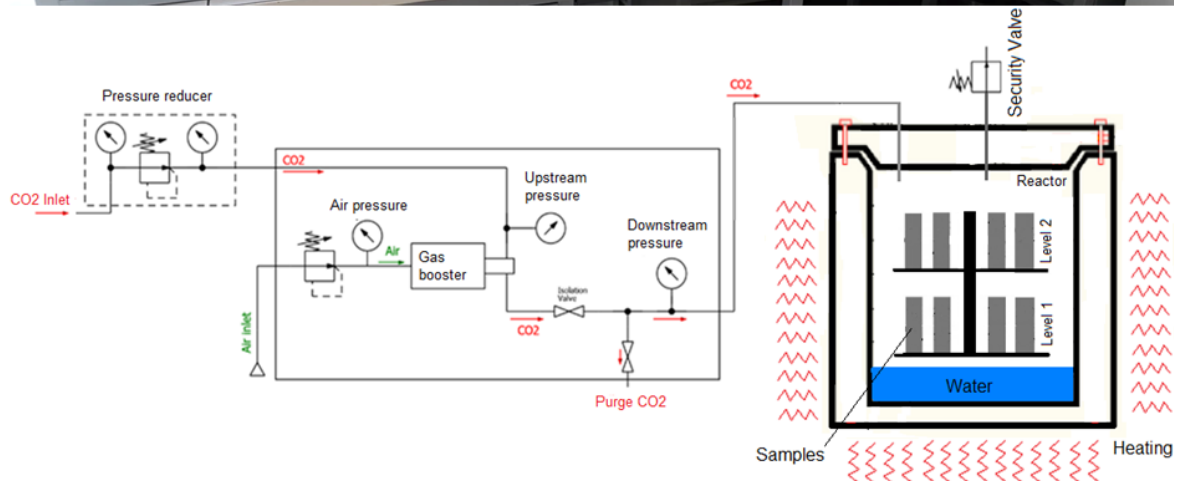 Pressure reducer
CO2 Inlet
CO2
Air pressure
Air
Air inlet
Gas
booster
Upstream
pressure
Downstream
pressure
Isolation
Valve
CO2
Purge CO2
CO2
Security Valve
Reactor
Level 2
Level 1
Water
Samples
Heating